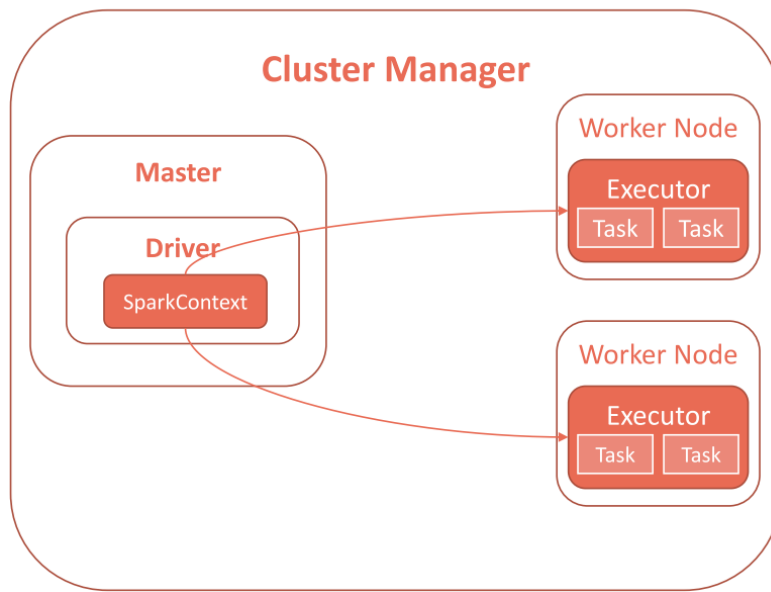 Cluster Manager
Master
Driver
SparkContext
Worker Node
Executor
Task Task
Worker Node
Executor
Task Task